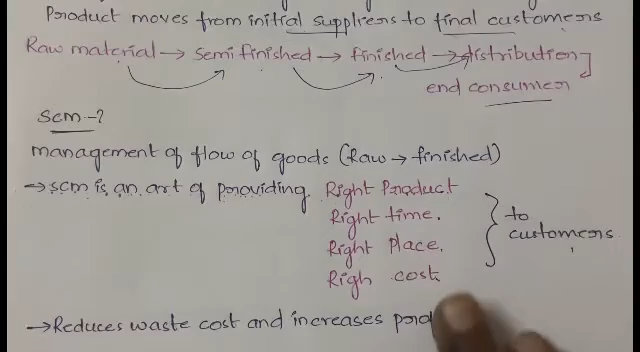 Product moves from initial suppliers to final customers
Raw material → Semi finished → finished → distribution
end consumer
SCM -?
management of flow of goods (Raw → finished)
→ SCM is an art of providing Right Product
Right time.
Right Place.
Righ cost
to
customers
→ Reduces waste cost and increases